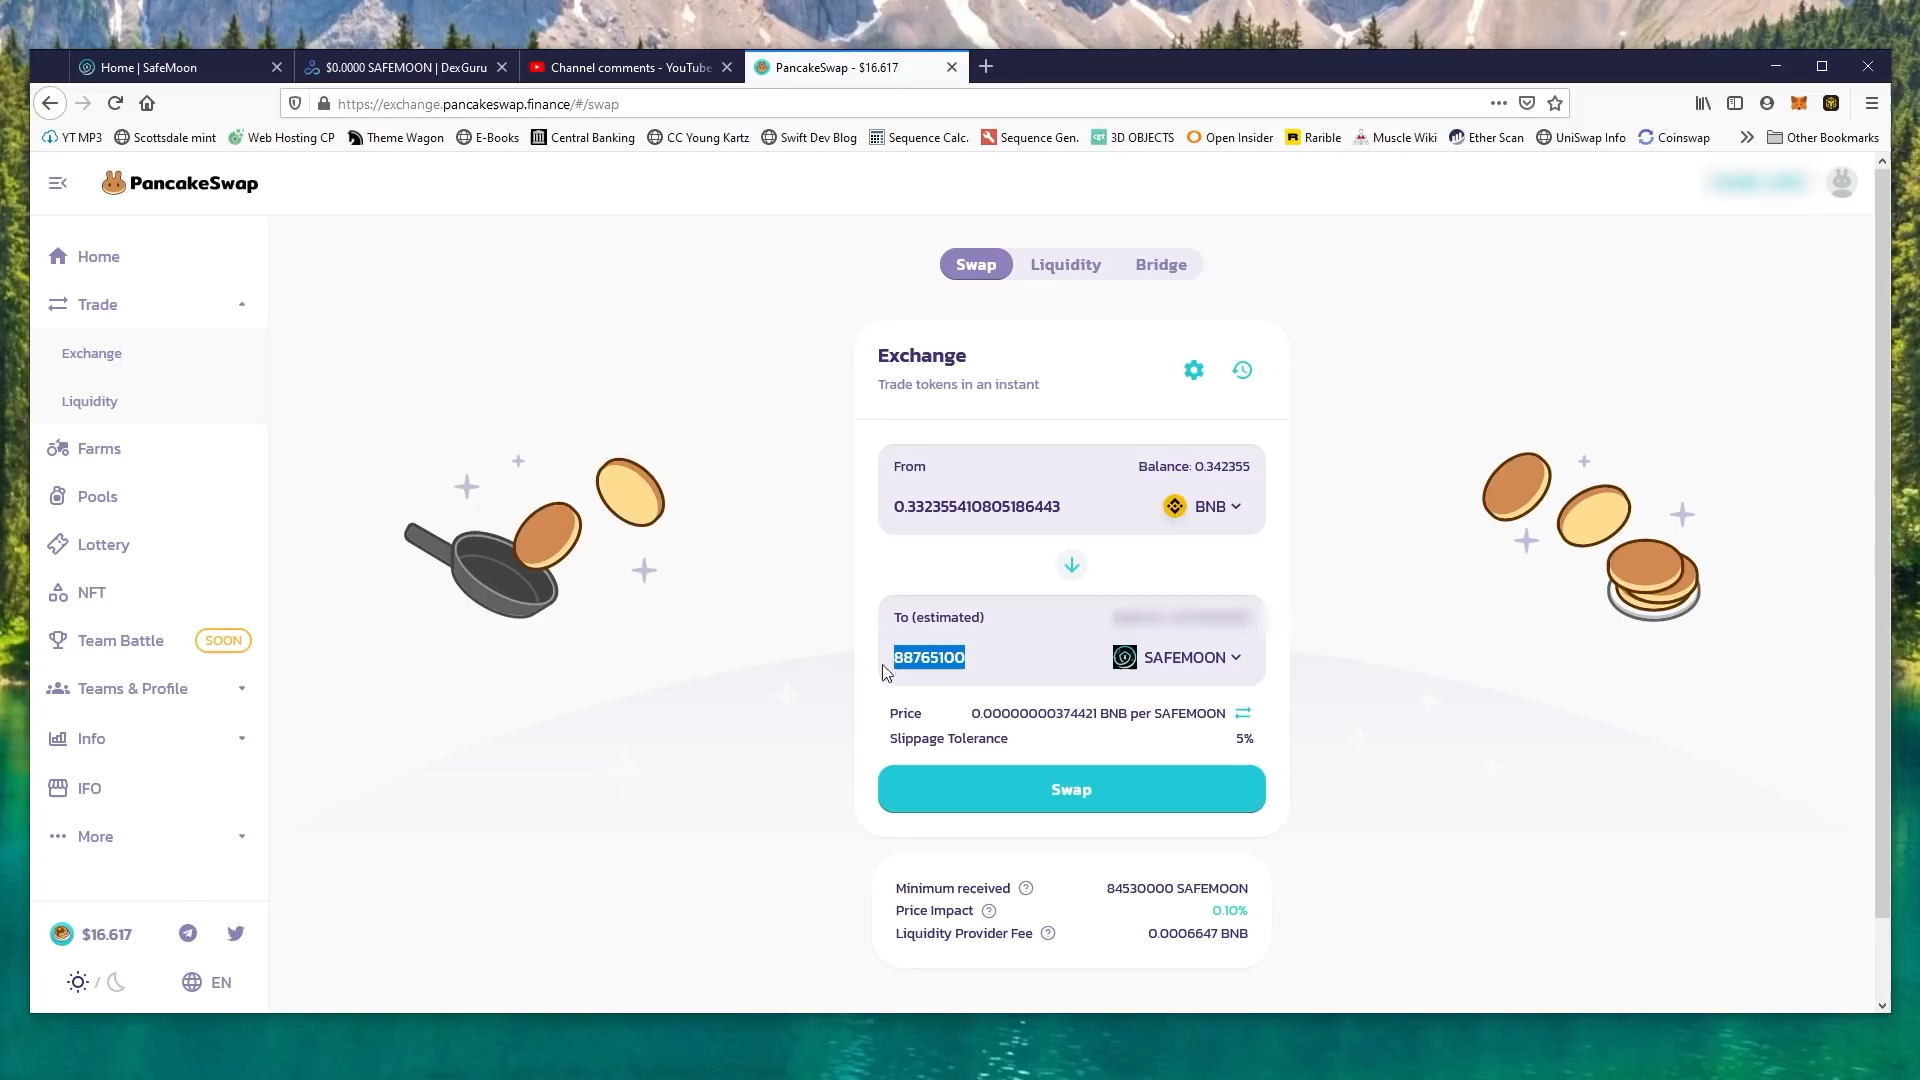 Home | SafeMoon
$0.0000 SAFEMOON | DexGuru
Channel comments - YouTube
PancakeSwap - $16.617
https://exchange.pancakeswap.finance/#/swap
YT MP3
Scottsdale mint
Web Hosting CP
Theme Wagon
E-Books
Central Banking
CC Young Kartz
Swift Dev Blog
Sequence Calc.
Sequence Gen.
3D OBJECTS
Open Insider
Rarible
Muscle Wiki
Ether Scan
UniSwap Info
Coinswap
Other Bookmarks
PancakeSwap
Home
Trade
Exchange
Liquidity
Farms
Pools
Lottery
NFT
Team Battle SOON
Teams & Profile
Info
IFO
More
$16.617
/ EN
Swap Liquidity Bridge
Exchange
Trade tokens in an instant
From Balance: 0.342355
0.332355410805186443 BNB
To (estimated)
88765100 SAFEMOON
Price 0.00000000374421 BNB per SAFEMOON
Slippage Tolerance 5%
Swap
Minimum received ? 84530000 SAFEMOON
Price Impact ? 0.10%
Liquidity Provider Fee ? 0.0006647 BNB